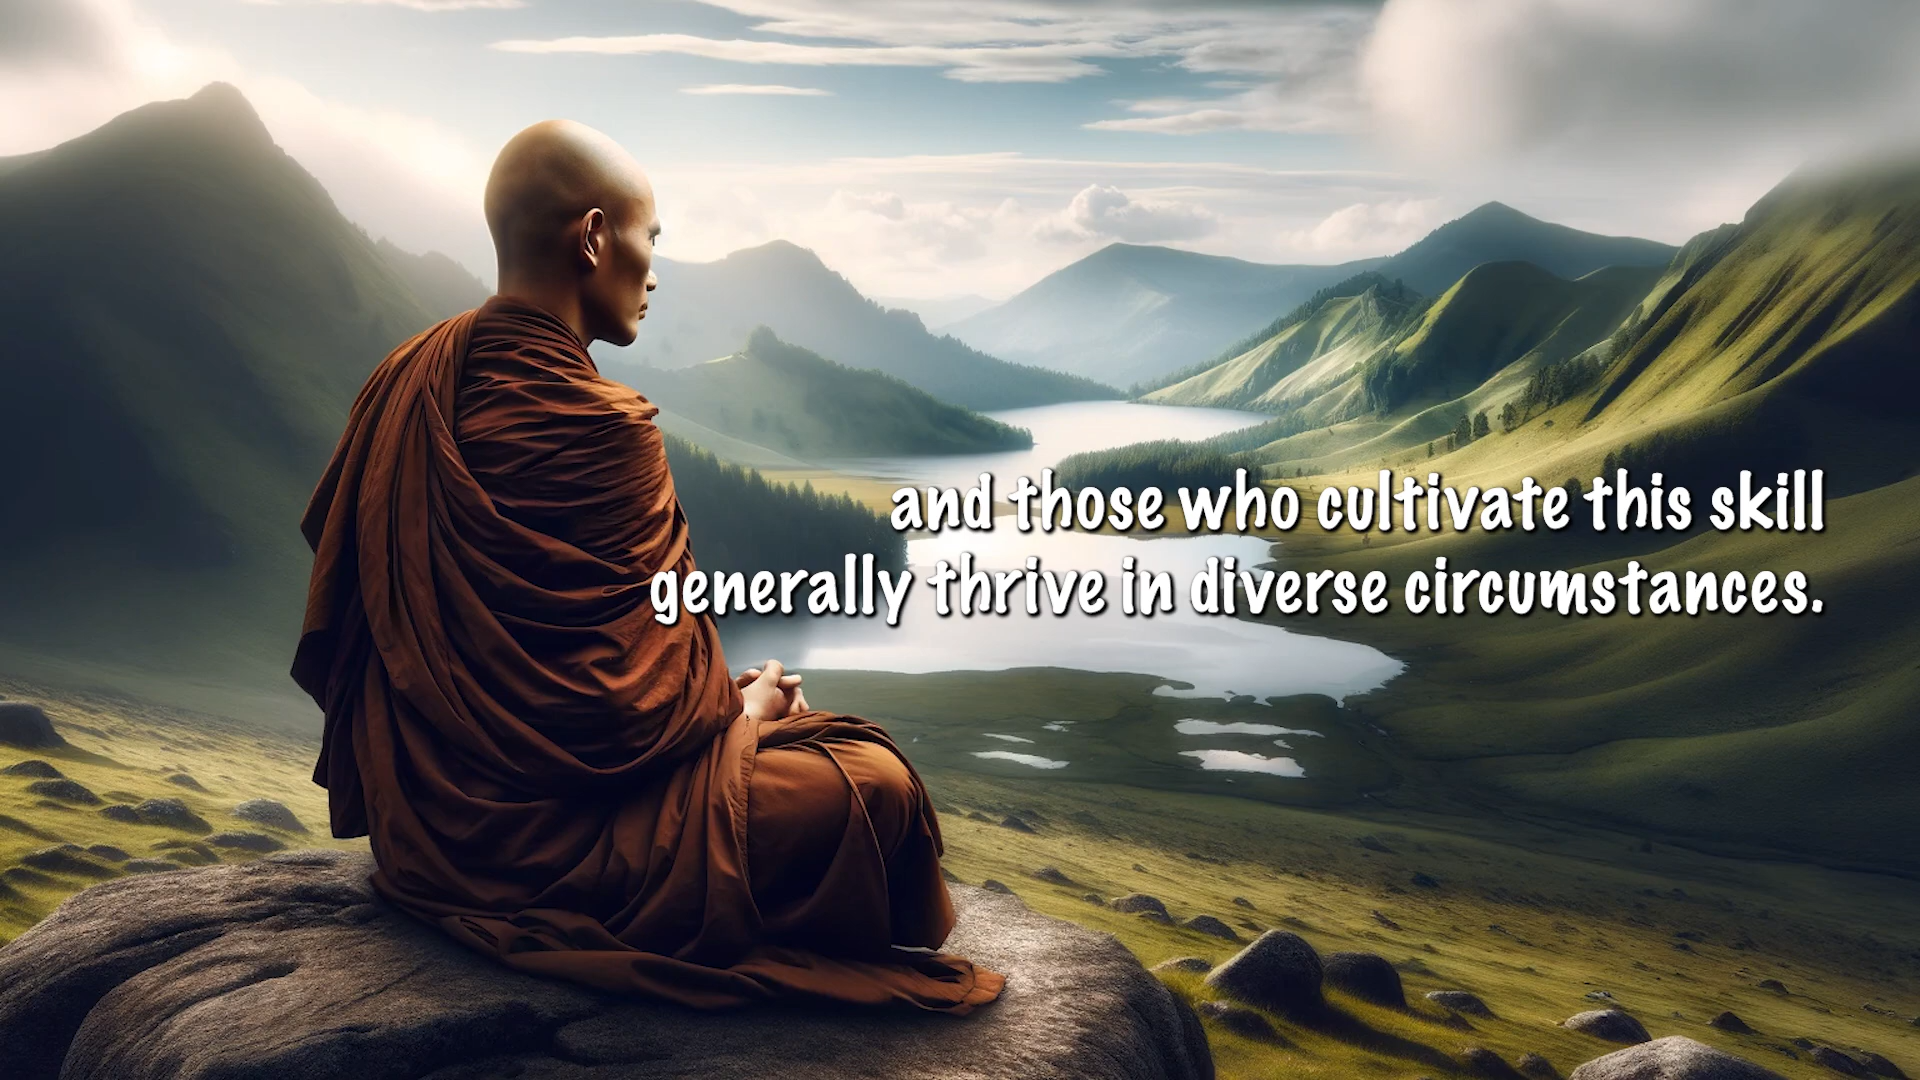 and those who cultivate this skill
generally thrive in diverse circumstances.